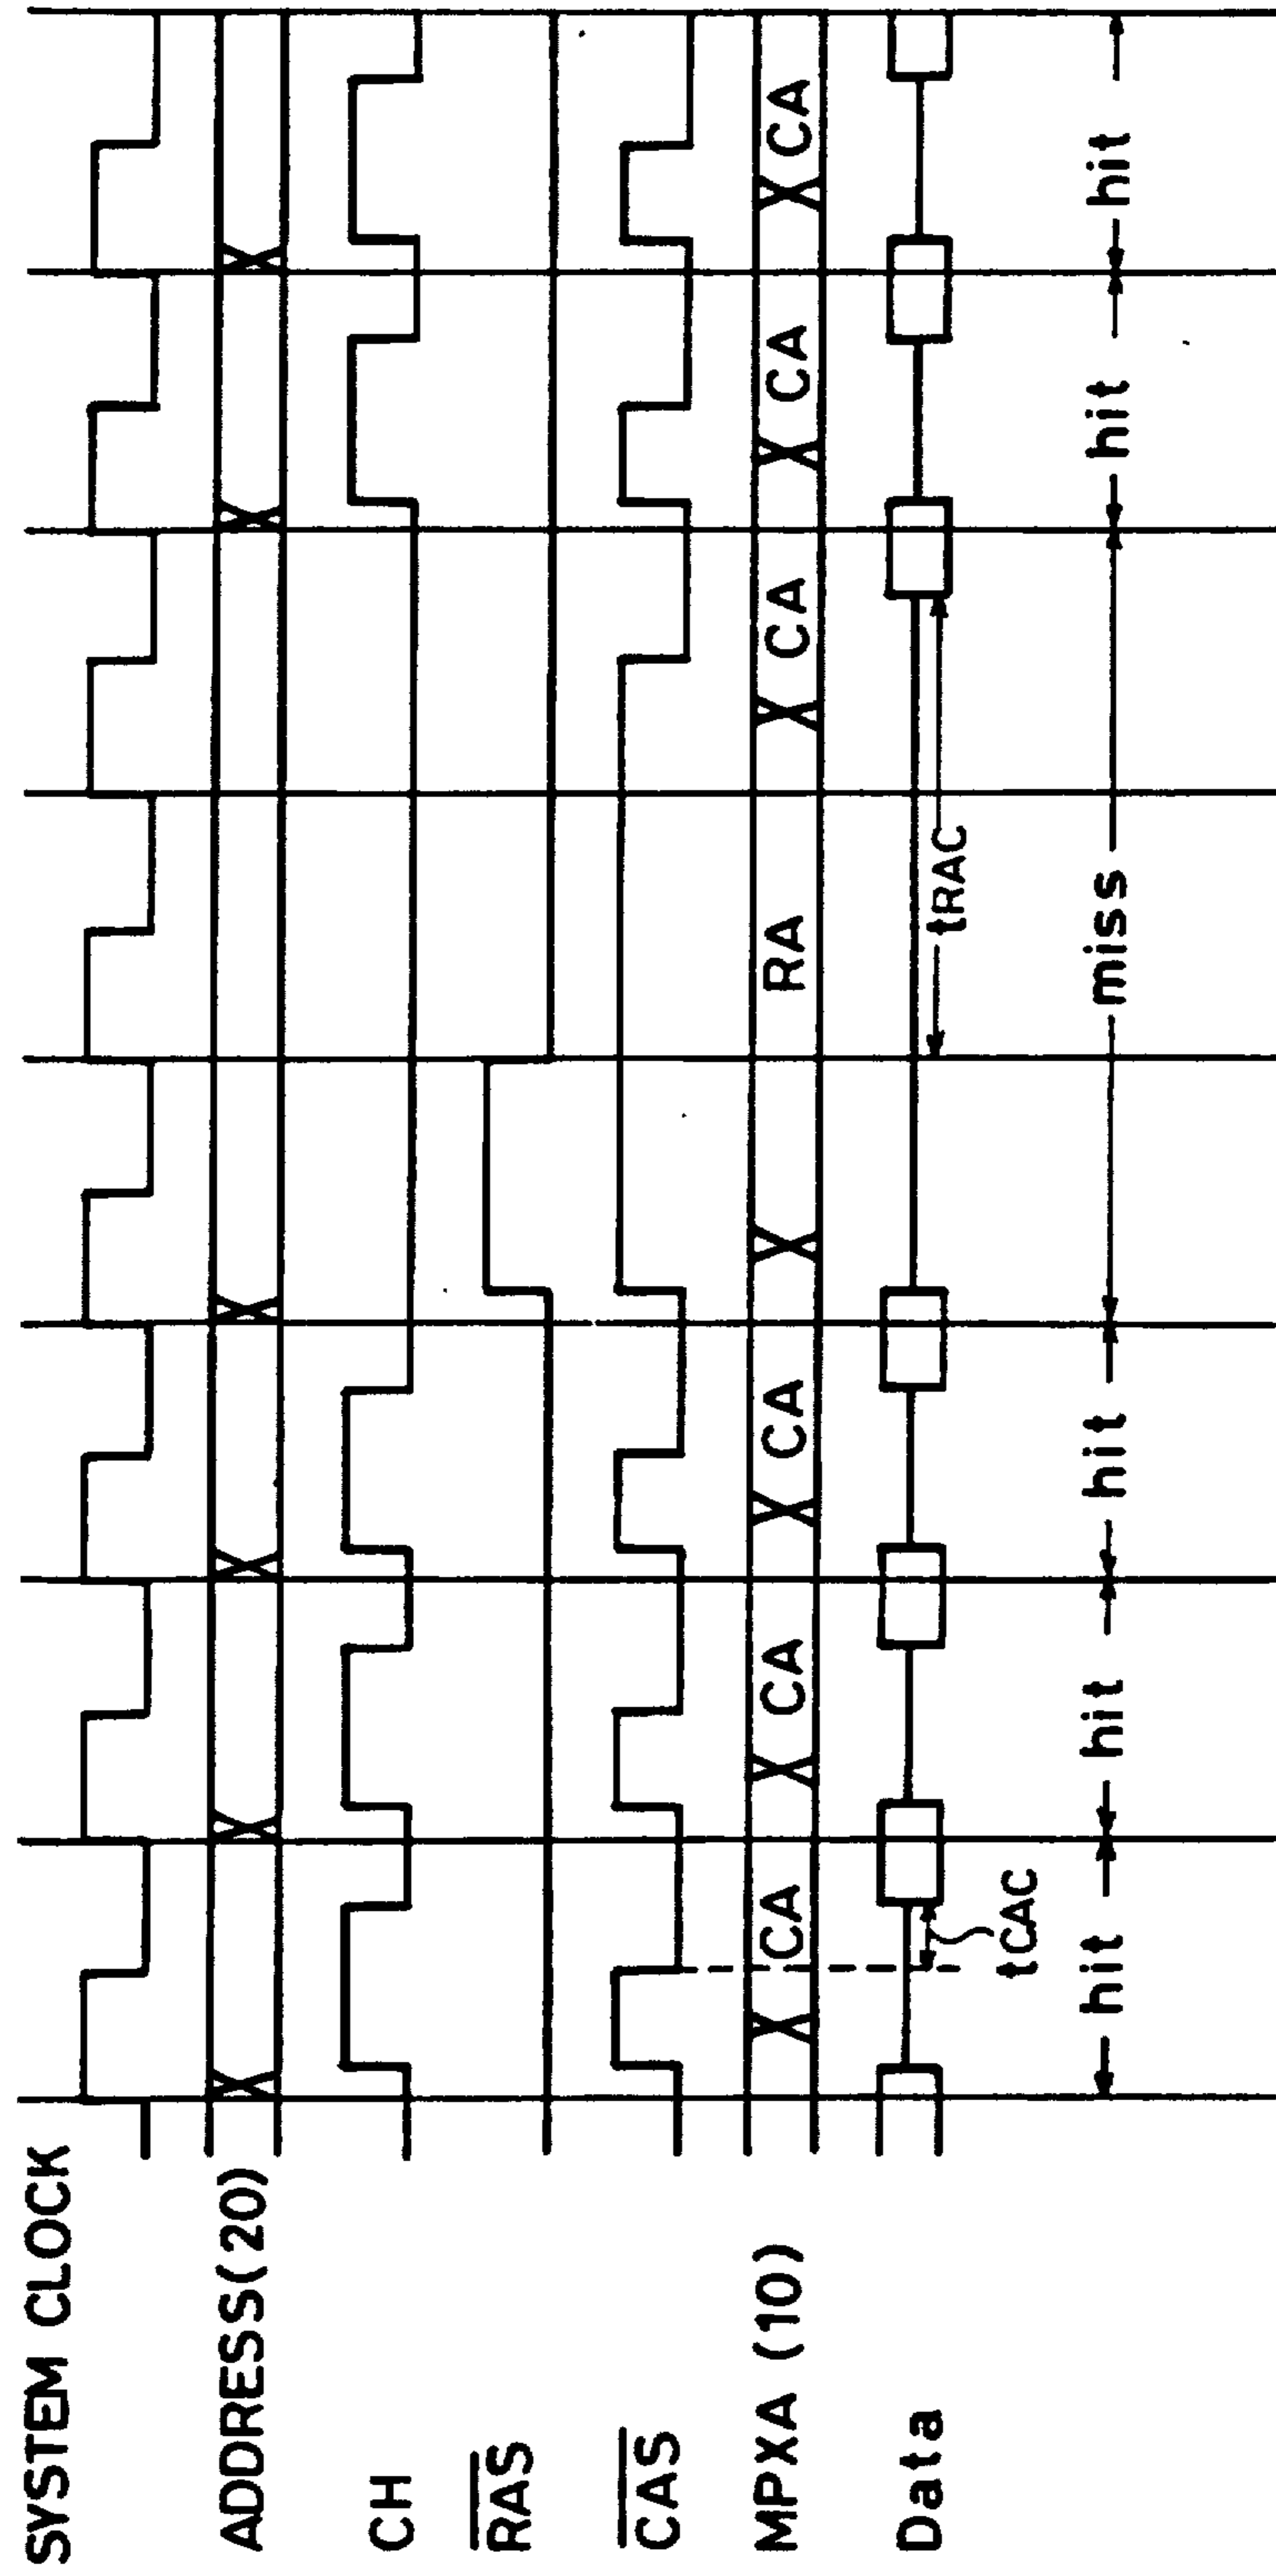 SYSTEM CLOCK
ADDRESS(20)
CH
RAS
CAS
MPXA (10)
CA CA CA RA CA CA CA
Data
tCAC
tRAC
hit hit hit miss hit hit